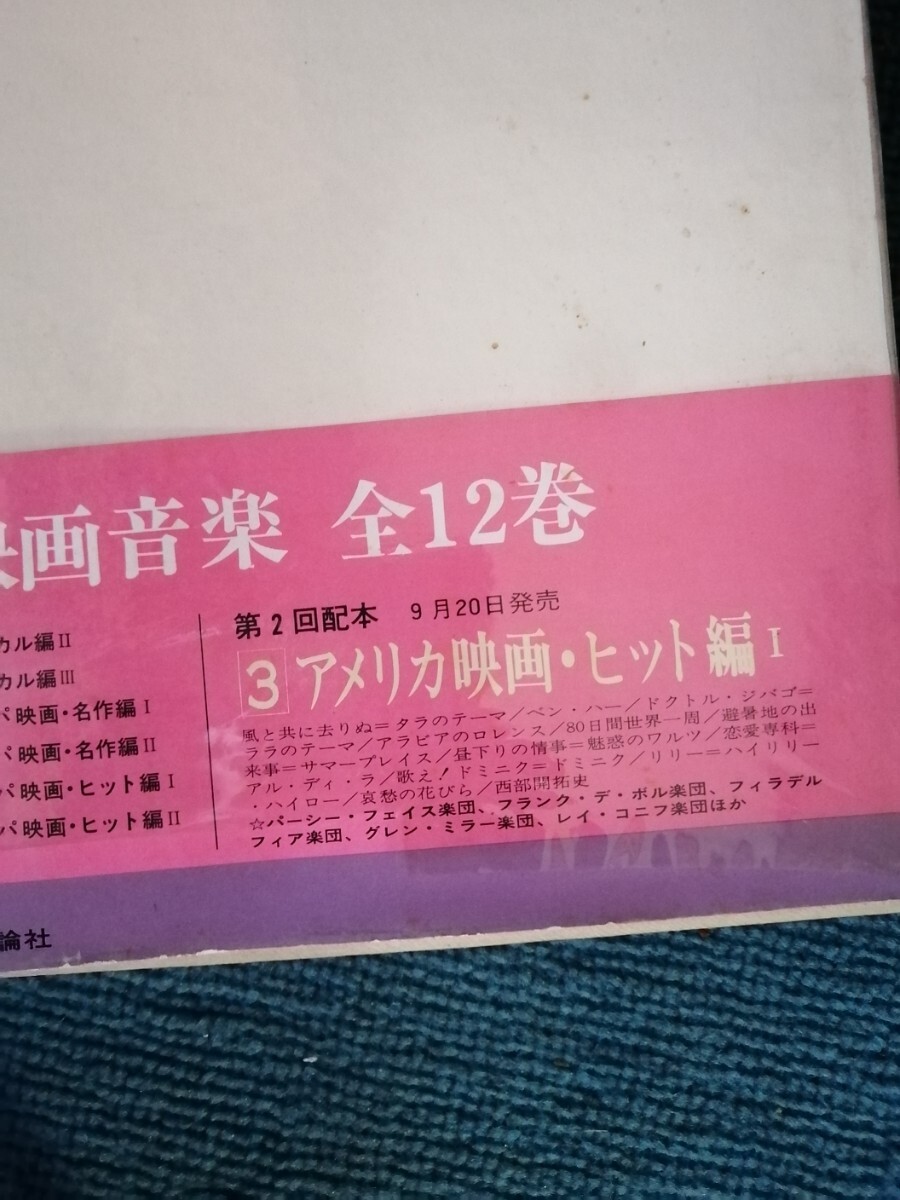 映画音楽 全12巻
カル編Ⅱ
カル編Ⅲ
パ映画・名作編Ⅰ
パ映画・名作編Ⅱ
パ映画・ヒット編Ⅰ
パ映画・ヒット編Ⅱ
第2回配本 9月20日発売
3 アメリカ映画・ヒット編Ⅰ
風と共に去りぬ=タラのテーマ/ベン・ハー/ドクトル・ジバゴ=
ララのテーマ/アラビアのロレンス/80日間世界一周/避暑地の出
来事=サマープレイス/昼下りの情事=魅惑のワルツ/恋愛専科=
アル・ディ・ラ/歌え!ドミニク=ドミニク/リリー=ハイリリー
・ハイロー/哀愁の花びら/西部開拓史
☆パーシー・フェイス楽団、フランク・デ・ボル楽団、フィラデル
フィア楽団、グレン・ミラー楽団、レイ・コニフ楽団ほか
論社